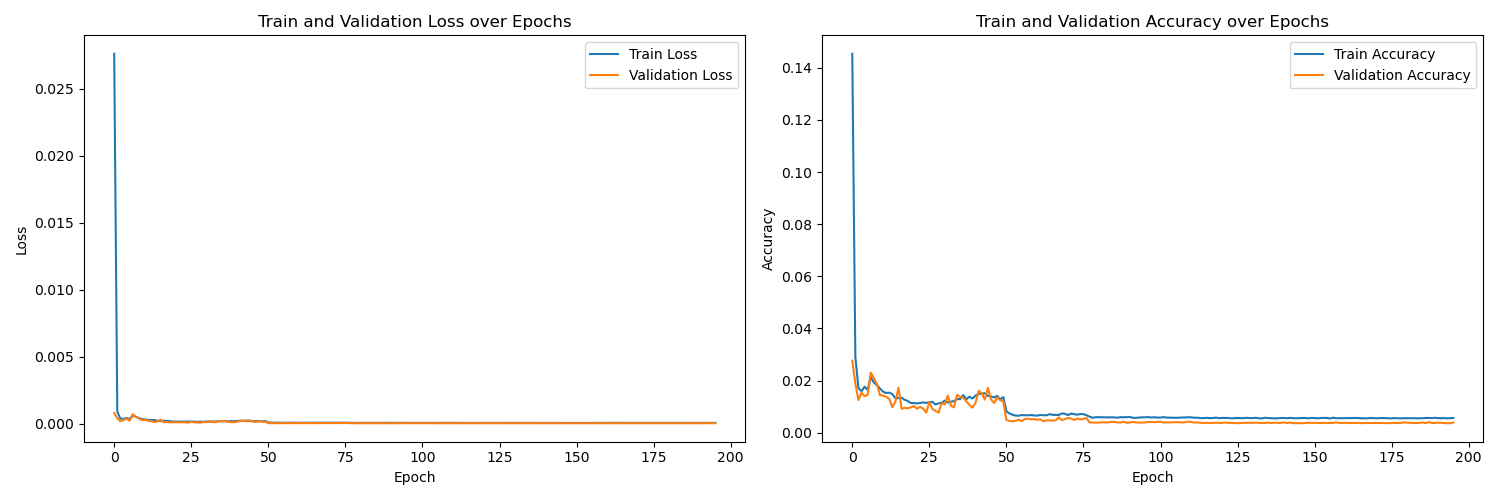 Train and Validation Loss over Epochs
Train Loss
Validation Loss
0.025
0.020
0.015
0.010
0.005
0.000
Loss
0 25 50 75 100 125 150 175 200
Epoch
Train and Validation Accuracy over Epochs
Train Accuracy
Validation Accuracy
0.14
0.12
0.10
0.08
0.06
0.04
0.02
0.00
Accuracy
0 25 50 75 100 125 150 175 200
Epoch